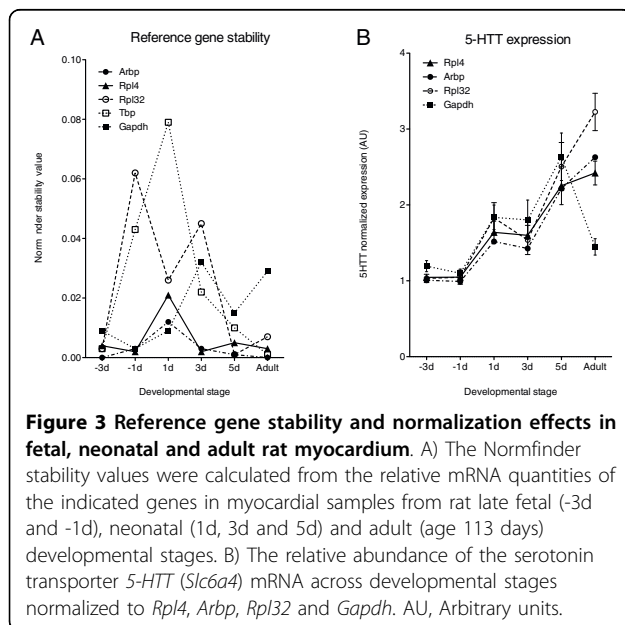 A
Reference gene stability
0.10
0.08
0.06
0.04
0.02
0.00
Norm nder stability value
Arbp
Rpl4
Rpl32
Tbp
Gapdh
-3d -1d 1d 3d 5d Adult
Developmental stage
B
5-HTT expression
4
3
2
1
0
5HTT normalized expression (AU)
Rpl4
Arbp
Rpl32
Gapdh
-3d -1d 1d 3d 5d Adult
Developmental stage
Figure 3 Reference gene stability and normalization effects in
fetal, neonatal and adult rat myocardium. A) The Normfinder
stability values were calculated from the relative mRNA quantities of
the indicated genes in myocardial samples from rat late fetal (-3d
and -1d), neonatal (1d, 3d and 5d) and adult (age 113 days)
developmental stages. B) The relative abundance of the serotonin
transporter 5-HTT (Slc6a4) mRNA across developmental stages
normalized to Rpl4, Arbp, Rpl32 and Gapdh. AU, Arbitrary units.